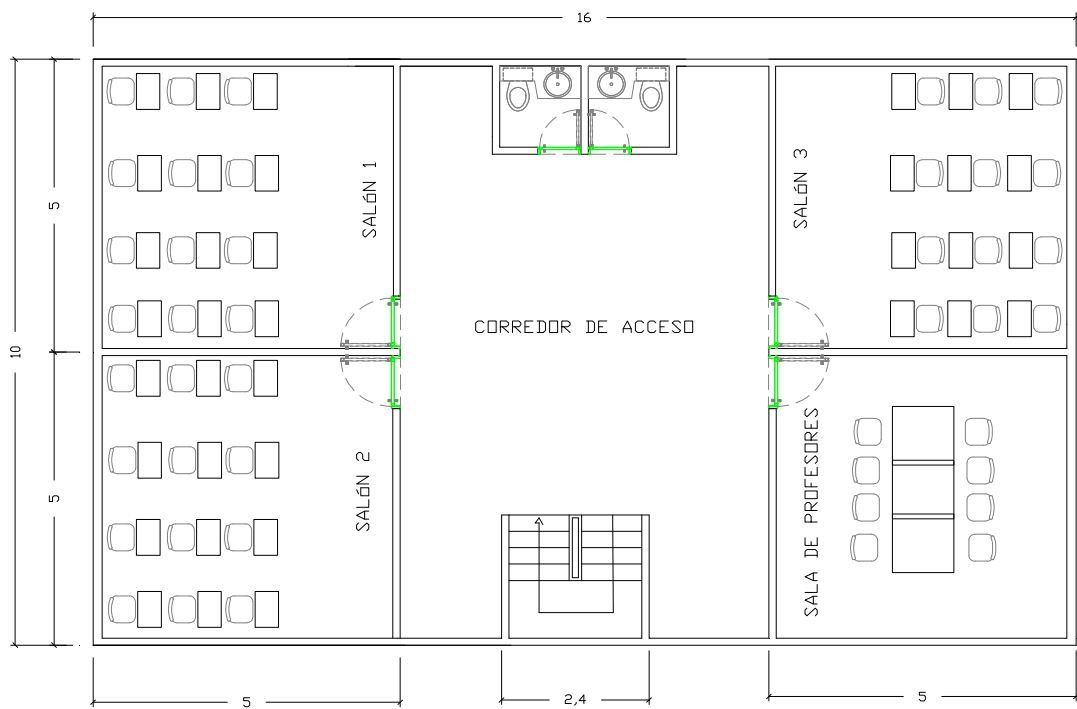 16
SALÓN 1
SALÓN 3
5
CORREDOR DE ACCESO
10
SALÓN 2
SALA DE PROFESORES
5
5
2,4
5